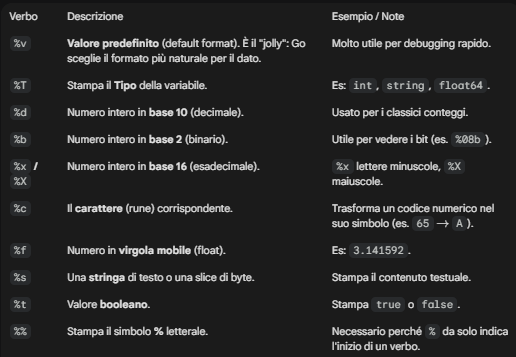 Verbo Descrizione Esempio / Note
%v Valore predefinito (default format). È il "jolly": Go Molto utile per debugging rapido.
sceglie il formato più naturale per il dato.
%T Stampa il Tipo della variabile. Es: int, string, float64.
%d Numero intero in base 10 (decimale). Usato per i classici conteggi.
%b Numero intero in base 2 (binario). Utile per vedere i bit (es. %08b).
%x / Numero intero in base 16 (esadecimale). %x lettere minuscole, %X
%X maiuscole.
%c Il carattere (rune) corrispondente. Trasforma un codice numerico nel
suo simbolo (es. 65 → A).
%f Numero in virgola mobile (float). Es: 3.141592.
%s Una stringa di testo o una slice di byte. Stampa il contenuto testuale.
%t Valore booleano. Stampa true o false.
%% Stampa il simbolo % letterale. Necessario perché % da solo indica
l'inizio di un verbo.